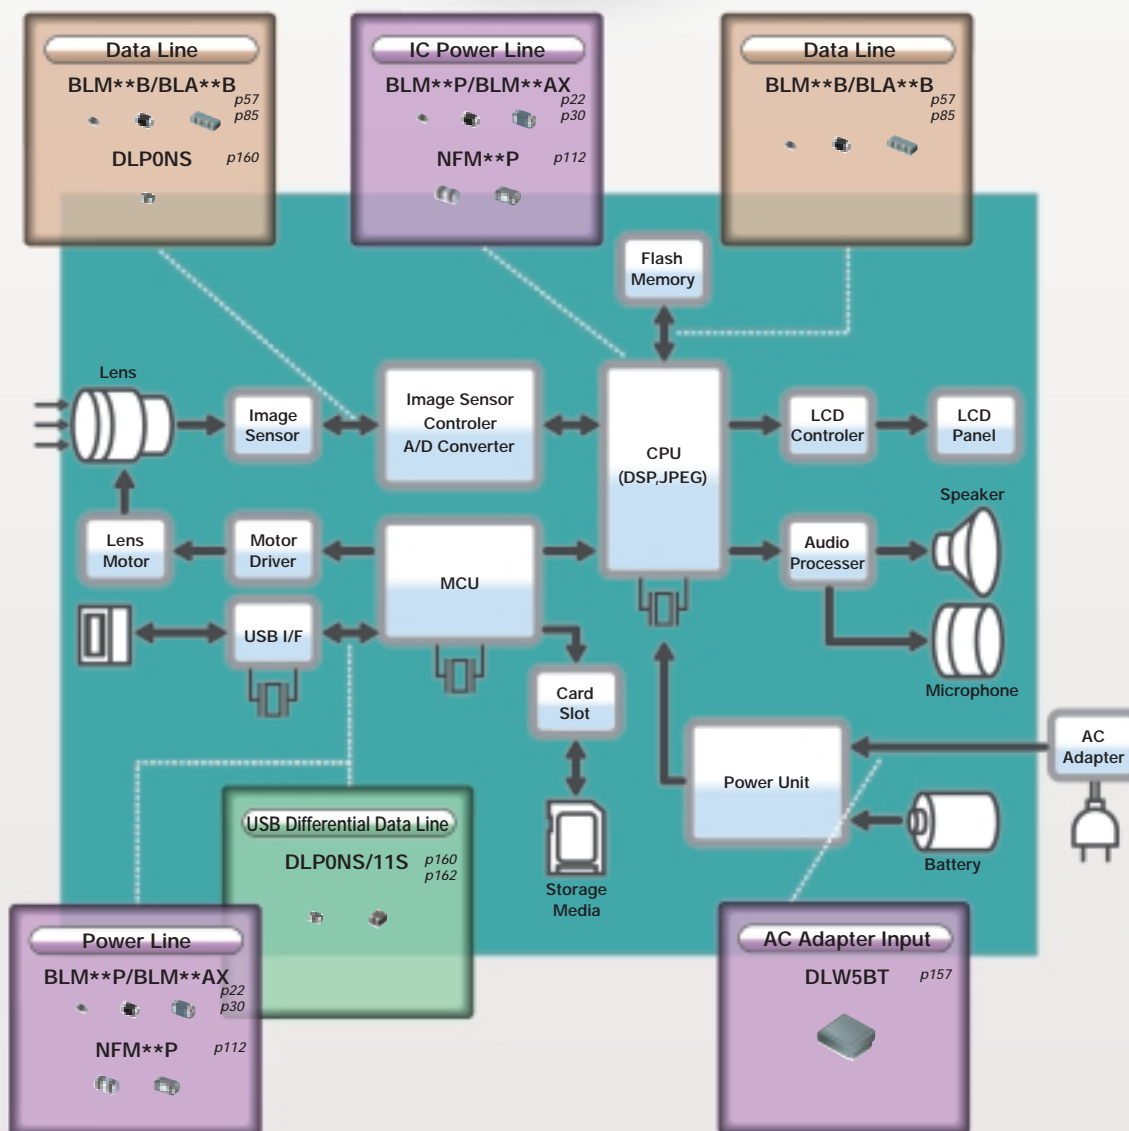 Data Line
BLM**B/BLA**B
p57
p85
DLP0NS p160
IC Power Line
BLM**P/BLM**AX
p22
p30
NFM**P p112
Data Line
BLM**B/BLA**B
p57
p85
Flash
Memory
Lens
Image
Sensor
Image Sensor
Controler
A/D Converter
CPU
(DSP,JPEG)
LCD
Controler
LCD
Panel
Speaker
Lens
Motor
Motor
Driver
MCU
Audio
Processer
USB I/F
Microphone
Card
Slot
Power Unit
AC
Adapter
Battery
Storage
Media
USB Differential Data Line
DLP0NS/11S p160
p162
Power Line
BLM**P/BLM**AX
p22
p30
NFM**P p112
AC Adapter Input
DLW5BT p157